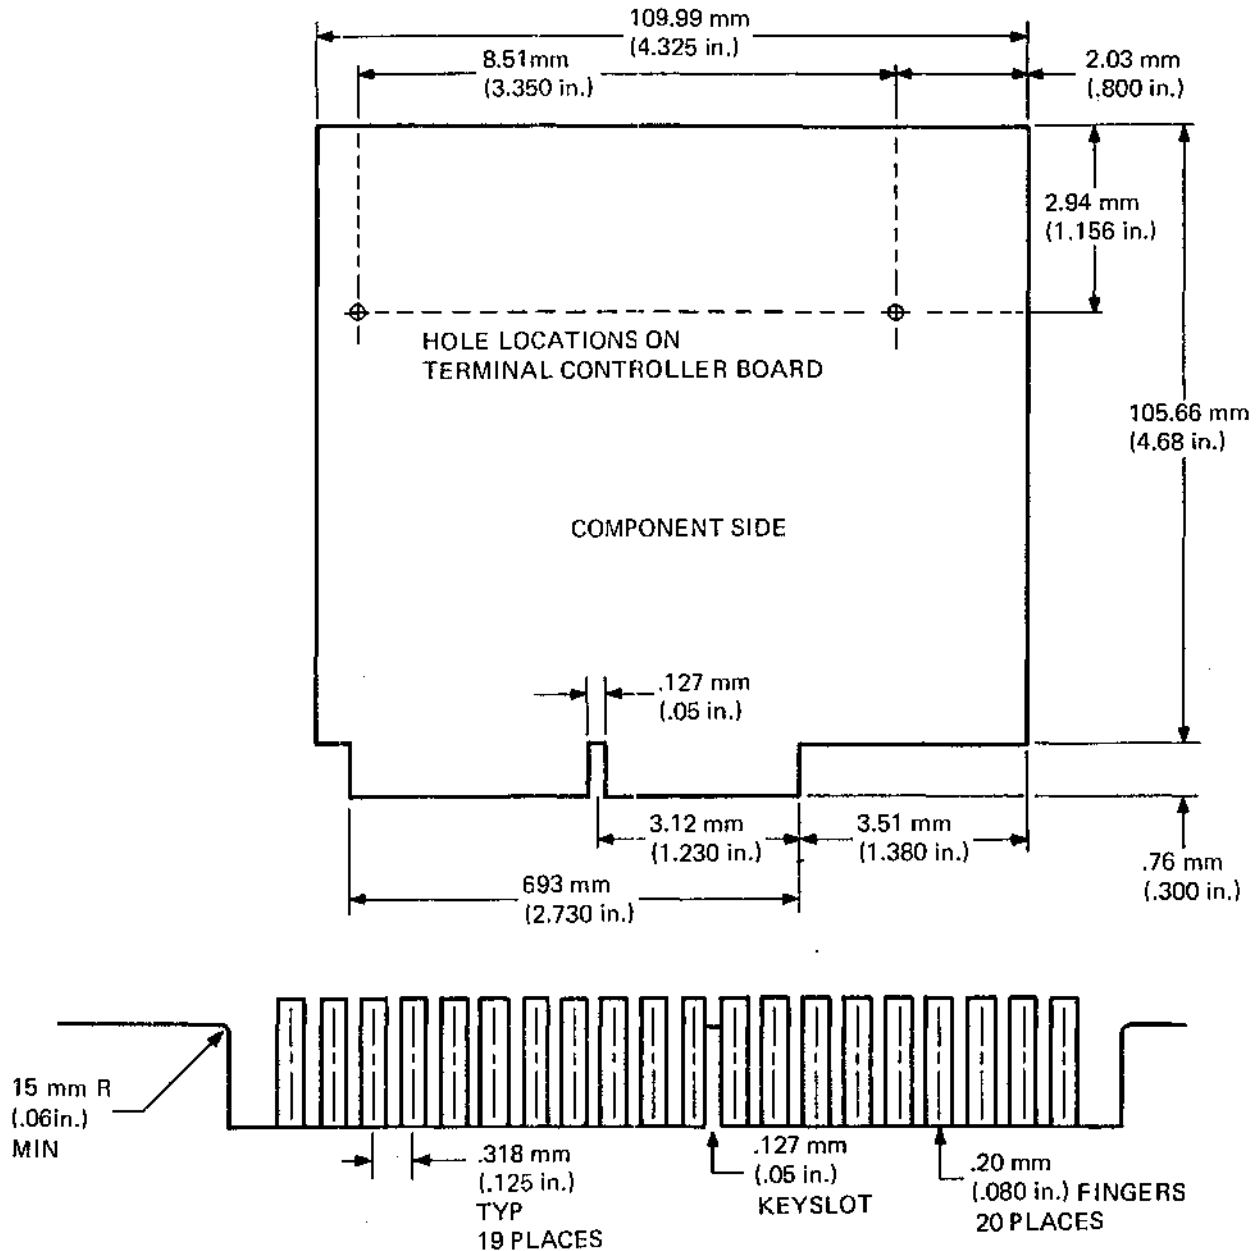 109.99 mm
(4.325 in.)
8.51mm
(3.350 in.)
2.03 mm
(.800 in.)
2.94 mm
(1.156 in.)
HOLE LOCATIONS ON
TERMINAL CONTROLLER BOARD
105.66 mm
(4.68 in.)
COMPONENT SIDE
.127 mm
(.05 in.)
3.12 mm
(1.230 in.)
3.51 mm
(1.380 in.)
.76 mm
(.300 in.)
693 mm
(2.730 in.)
15 mm R
(.06in.)
MIN
.318 mm
(.125 in.)
TYP
19 PLACES
.127 mm
(.05 in.)
KEYSLOT
.20 mm
(.080 in.) FINGERS
20 PLACES